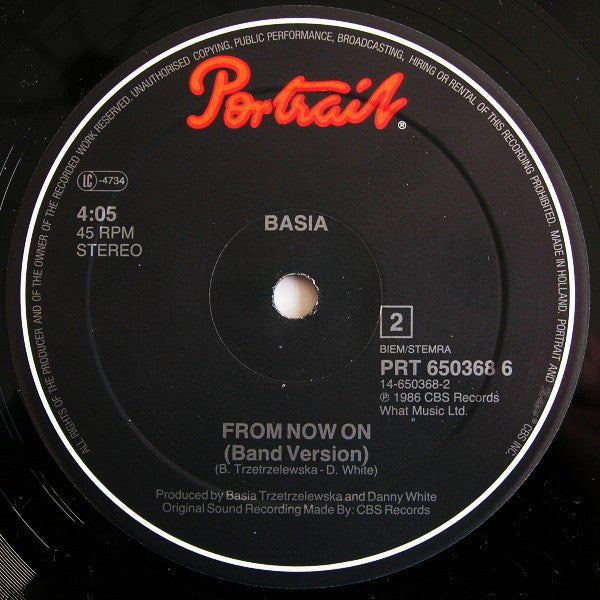 ALL RIGHTS OF THE PRODUCER AND OF THE OWNER OF THE RECORDED WORK RESERVED. UNAUTHORISED COPYING, PUBLIC PERFORMANCE, BROADCASTING, HIRING OR RENTAL OF THIS RECORDING PROHIBITED. MADE IN HOLLAND. PORTRAIT AND CBS INC.
Portrait®
LC -4734
4:05
45 RPM
STEREO
BASIA
2
BIEM/STEMRA
PRT 650368 6
14-650368-2
℗ 1986 CBS Records
What Music Ltd.
FROM NOW ON
(Band Version)
(B. Trzetrzelewska - D. White)
Produced by Basia Trzetrzelewska and Danny White
Original Sound Recording Made By: CBS Records